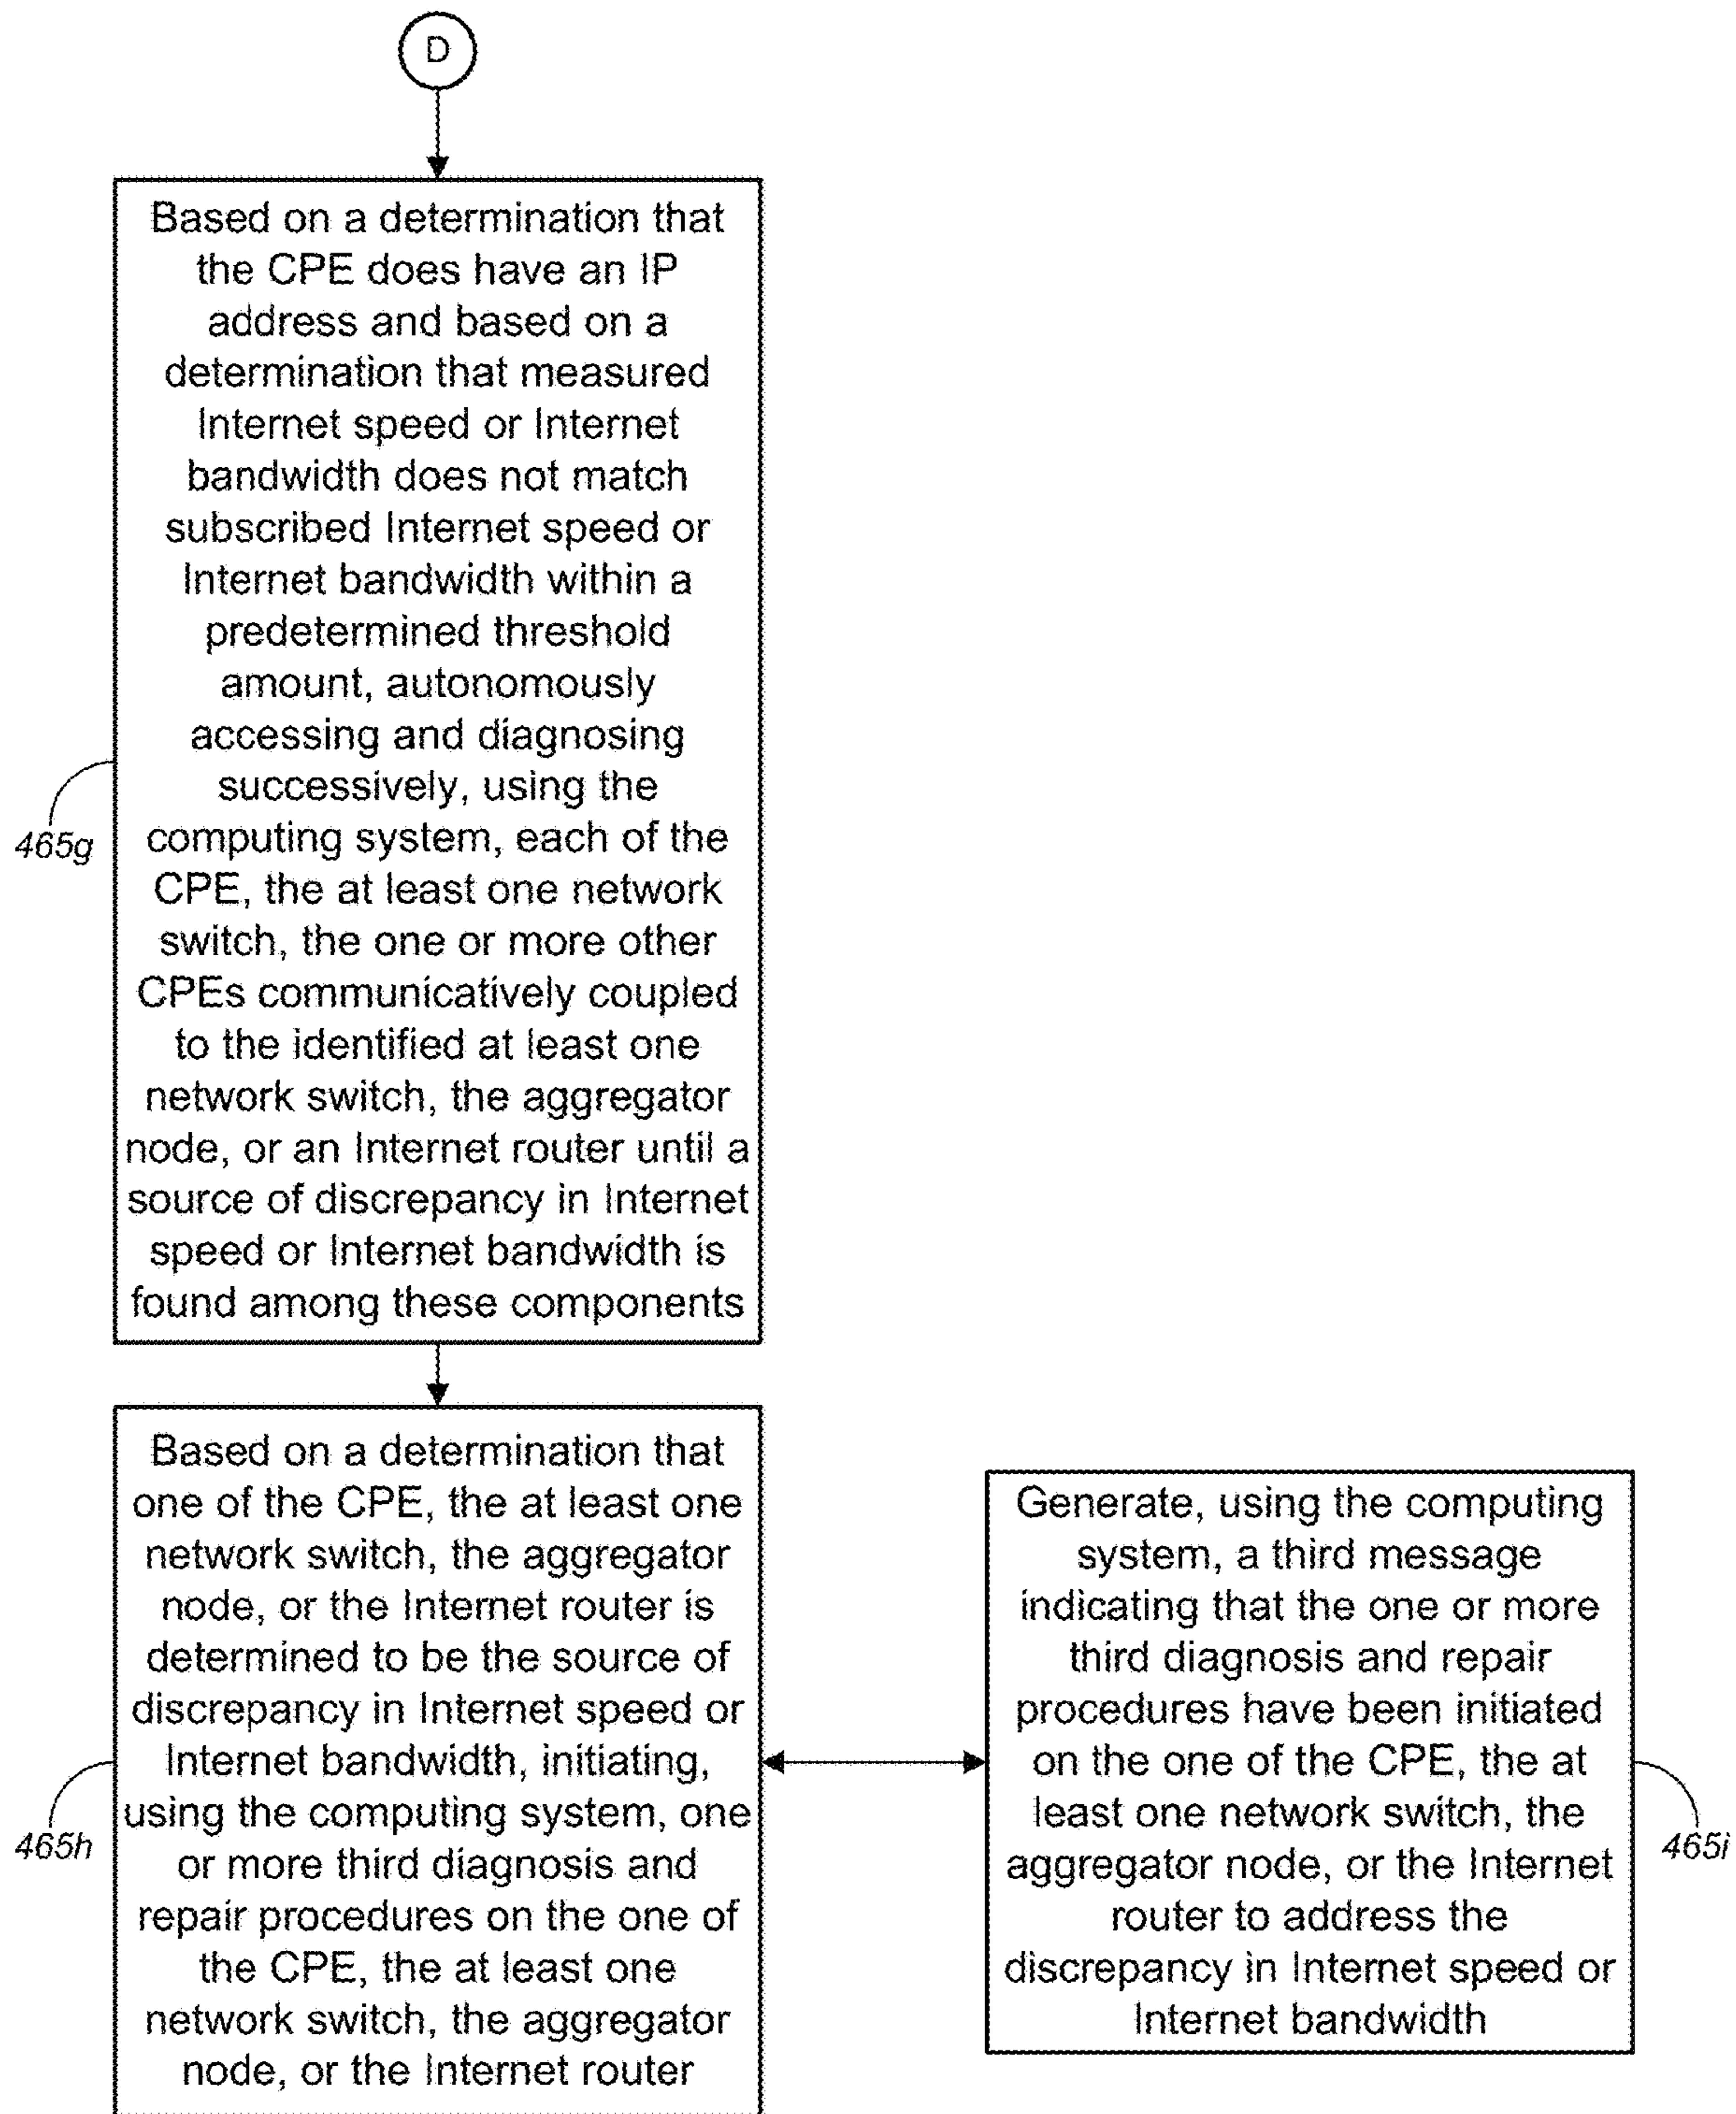 D
Based on a determination that
the CPE does have an IP
address and based on a
determination that measured
Internet speed or Internet
bandwidth does not match
subscribed Internet speed or
Internet bandwidth within a
predetermined threshold
amount, autonomously
accessing and diagnosing
successively, using the
computing system, each of the
CPE, the at least one network
switch, the one or more other
CPEs communicatively coupled
to the identified at least one
network switch, the aggregator
node, or an Internet router until a
source of discrepancy in Internet
speed or Internet bandwidth is
found among these components
465g
Based on a determination that
one of the CPE, the at least one
network switch, the aggregator
node, or the Internet router is
determined to be the source of
discrepancy in Internet speed or
Internet bandwidth, initiating,
using the computing system, one
or more third diagnosis and
repair procedures on the one of
the CPE, the at least one
network switch, the aggregator
node, or the Internet router
465h
Generate, using the computing
system, a third message
indicating that the one or more
third diagnosis and repair
procedures have been initiated
on the one of the CPE, the at
least one network switch, the
aggregator node, or the Internet
router to address the
discrepancy in Internet speed or
Internet bandwidth
465i